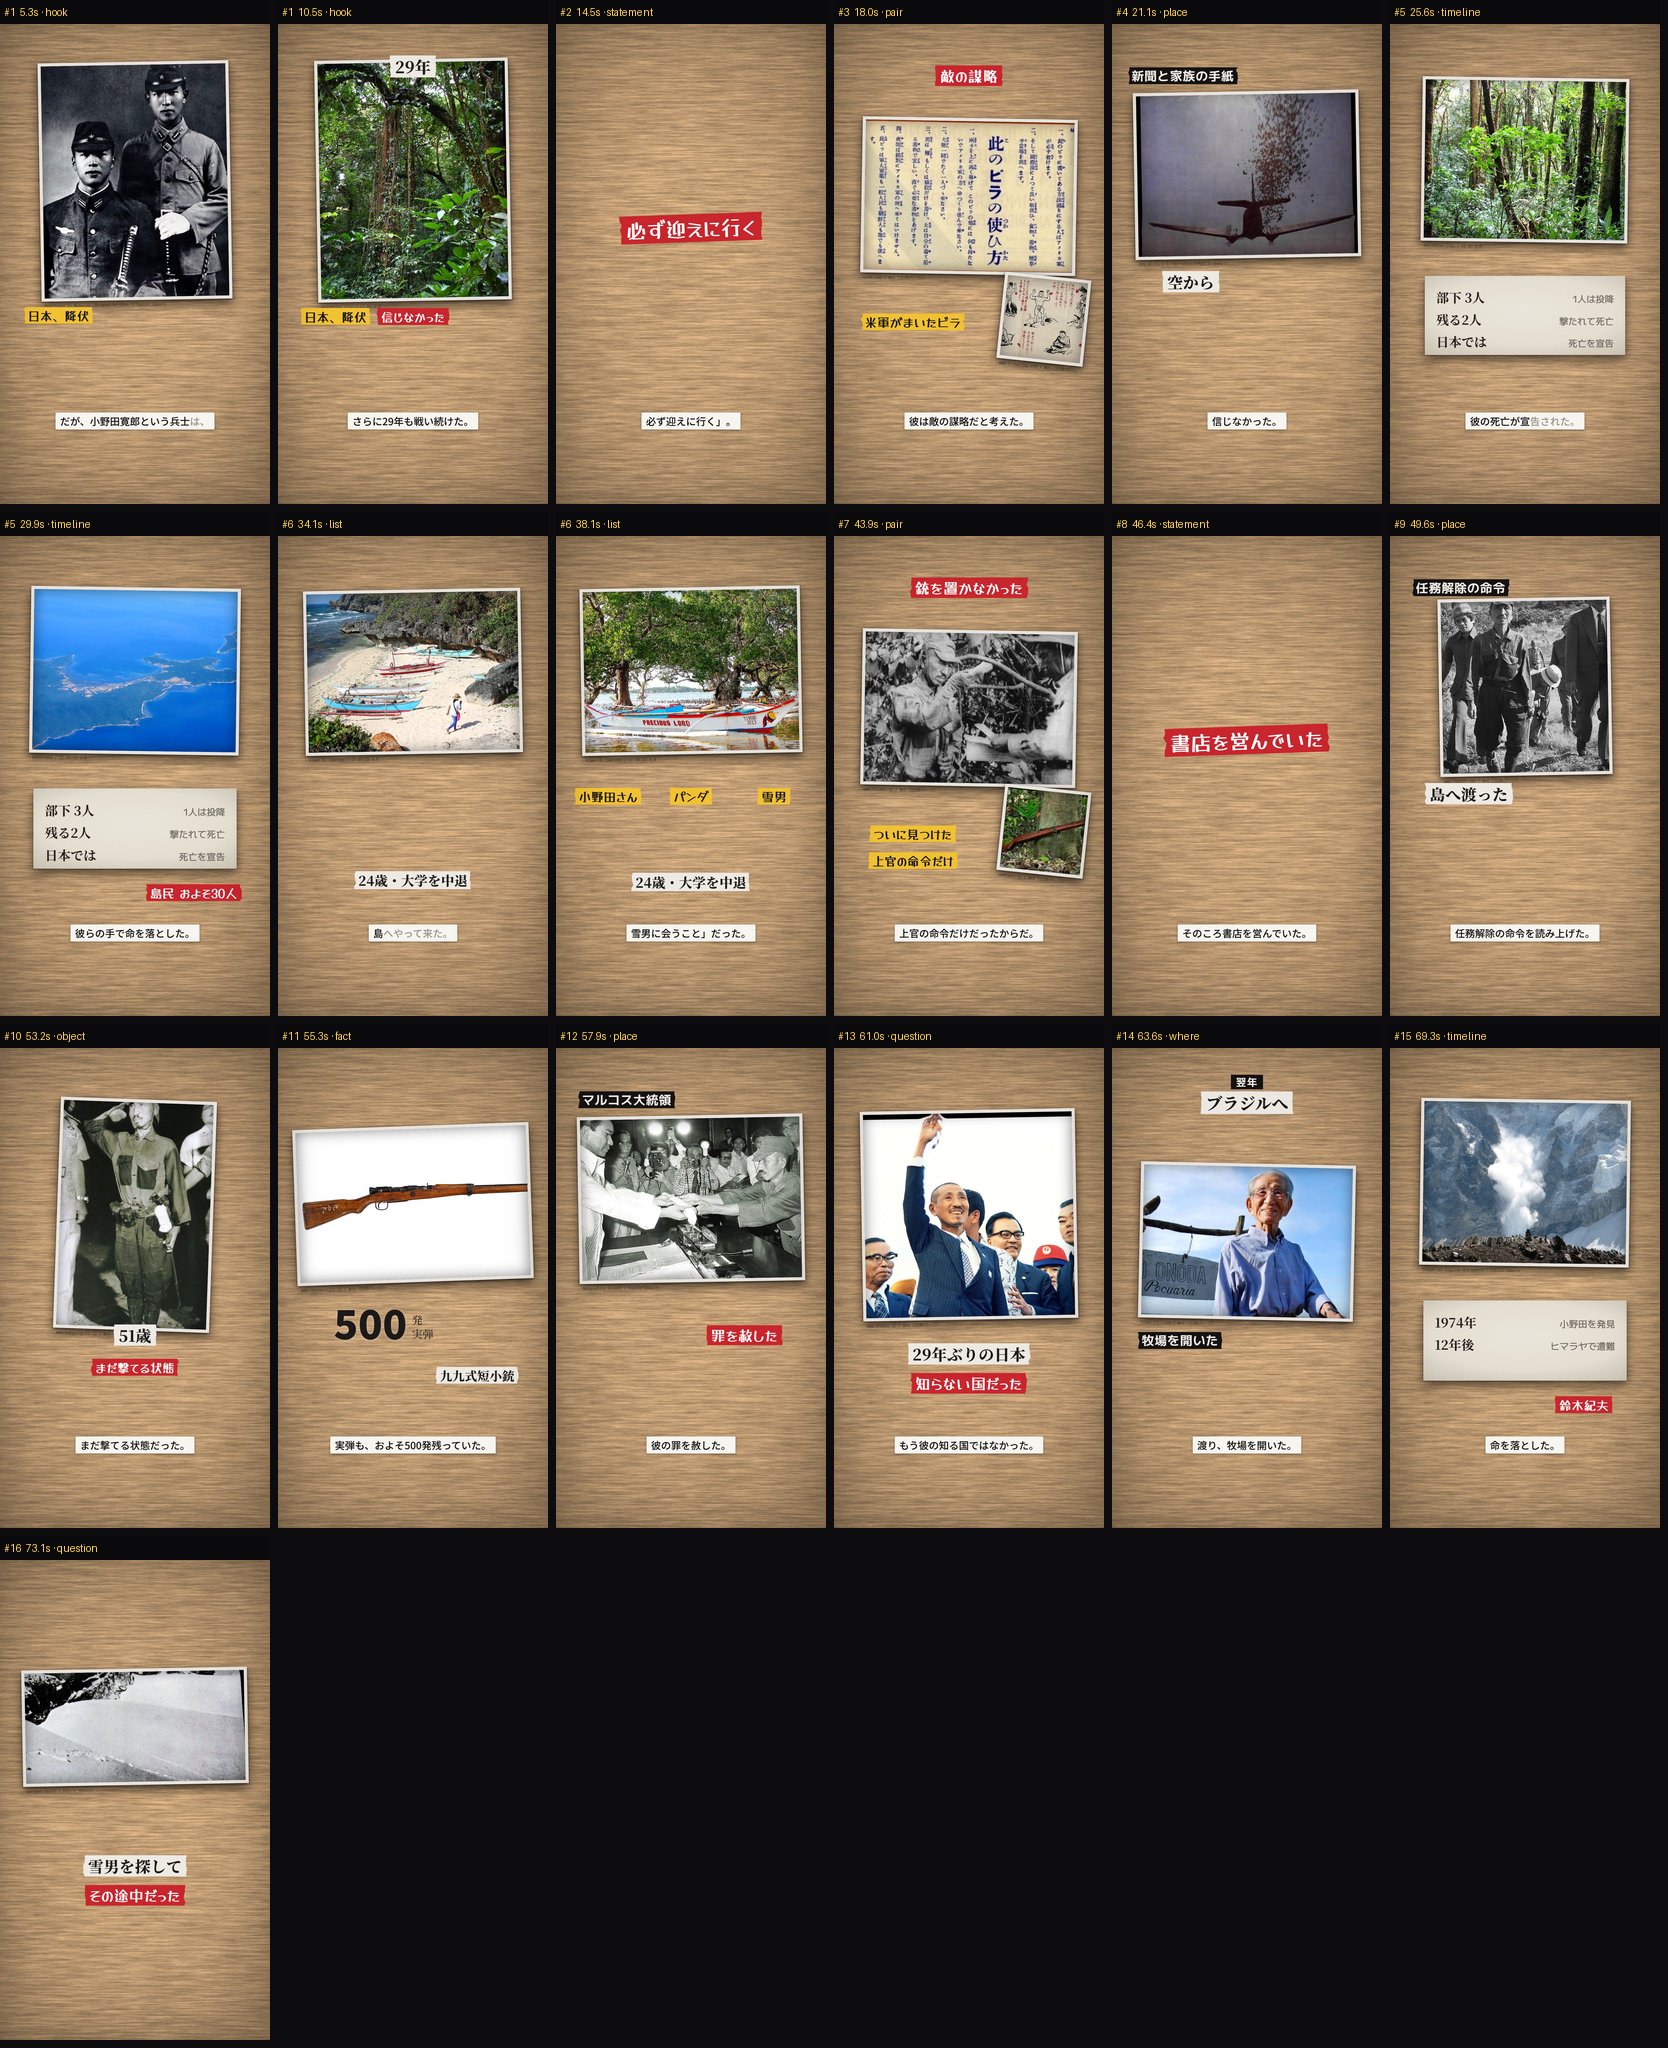 #1 5.3s · hook
日本、降伏
だが、小野田寛郎という兵士は、
#1 10.5s · hook
29年
日本、降伏
信じなかった
さらに29年も戦い続けた。
#2 14.5s · statement
必ず迎えに行く
必ず迎えに行く」。
#3 18.0s · pair
敵の謀略
此のビラの使ひ方
米軍がまいたビラ
彼は敵の謀略だと考えた。
#4 21.1s · place
新聞と家族の手紙
空から
信じなかった。
#5 25.6s · timeline
部下3人 1人は投降
残る2人 撃たれて死亡
日本では 死亡を宣告
彼の死亡が宣告された。
#5 29.9s · timeline
部下3人 1人は投降
残る2人 撃たれて死亡
日本では 死亡を宣告
島民 およそ30人
彼らの手で命を落とした。
#6 34.1s · list
24歳・大学を中退
島へやって来た。
#6 38.1s · list
PRECIOUS LORD
小野田さん
パンダ
雪男
24歳・大学を中退
雪男に会うこと」だった。
#7 43.9s · pair
銃を置かなかった
ついに見つけた
上官の命令だけ
上官の命令だけだったからだ。
#8 46.4s · statement
書店を営んでいた
そのころ書店を営んでいた。
#9 49.6s · place
任務解除の命令
島へ渡った
任務解除の命令を読み上げた。
#10 53.2s · object
51歳
まだ撃てる状態
まだ撃てる状態だった。
#11 55.3s · fact
500 発
実弾
九九式短小銃
実弾も、およそ500発残っていた。
#12 57.9s · place
マルコス大統領
罪を赦した
彼の罪を赦した。
#13 61.0s · question
29年ぶりの日本
知らない国だった
もう彼の知る国ではなかった。
#14 63.6s · where
翌年
ブラジルへ
ONODA
Pecuaria
牧場を開いた
渡り、牧場を開いた。
#15 69.3s · timeline
1974年 小野田を発見
12年後 ヒマラヤで遭難
鈴木紀夫
命を落とした。
#16 73.1s · question
雪男を探して
その途中だった